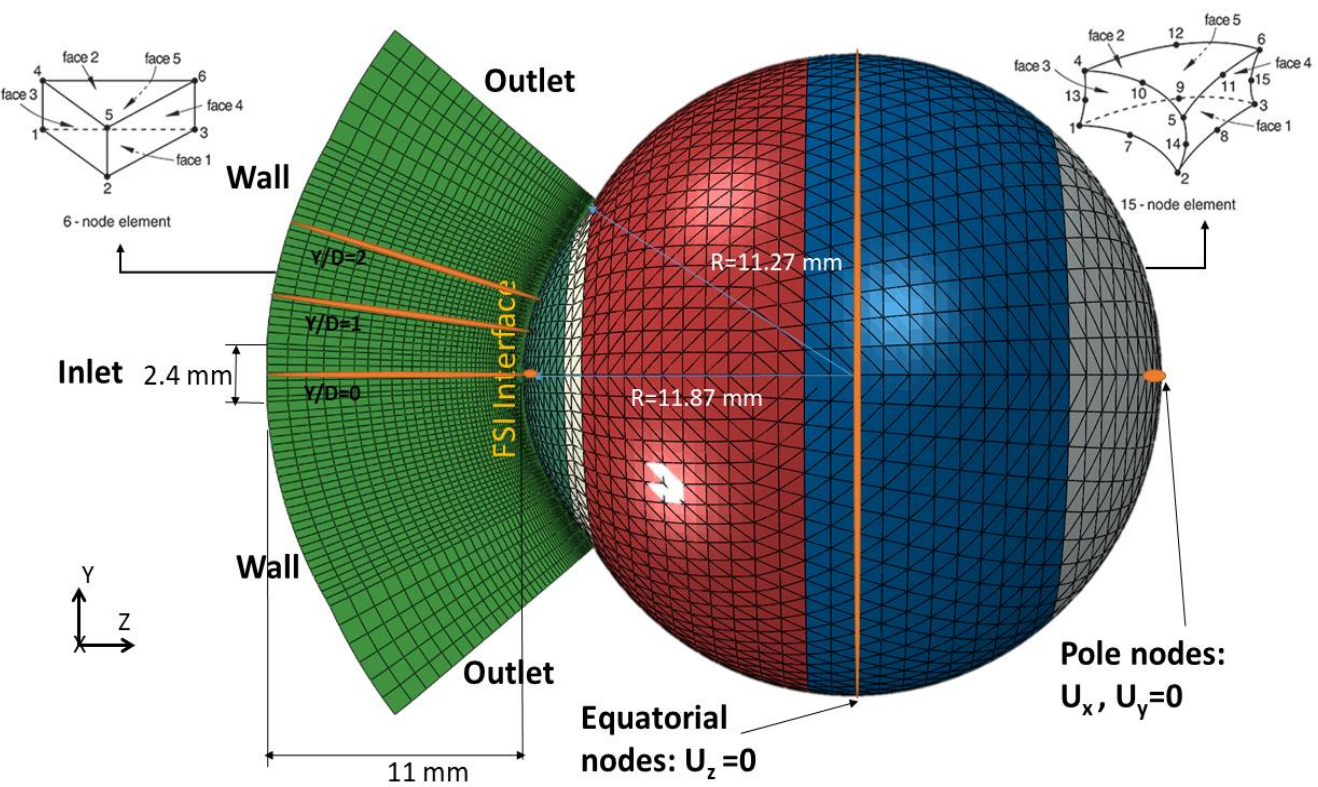 face 2
face 5
4
6
face 3
face 4
5
1
3
face 1
2
6 - node element
12
face 5
face 2
6
4
face 4
face 3
15
10
11
13
9
3
5
1
face 1
14
8
7
2
15 - node element
Outlet
Wall
Y/D=2
Y/D=1
Inlet
2.4 mm
Y/D=0
FSI Interface
R=11.27 mm
R=11.87 mm
Wall
Y
Z
X
Outlet
11 mm
Equatorial
nodes: Uz =0
Pole nodes:
Ux , Uy=0